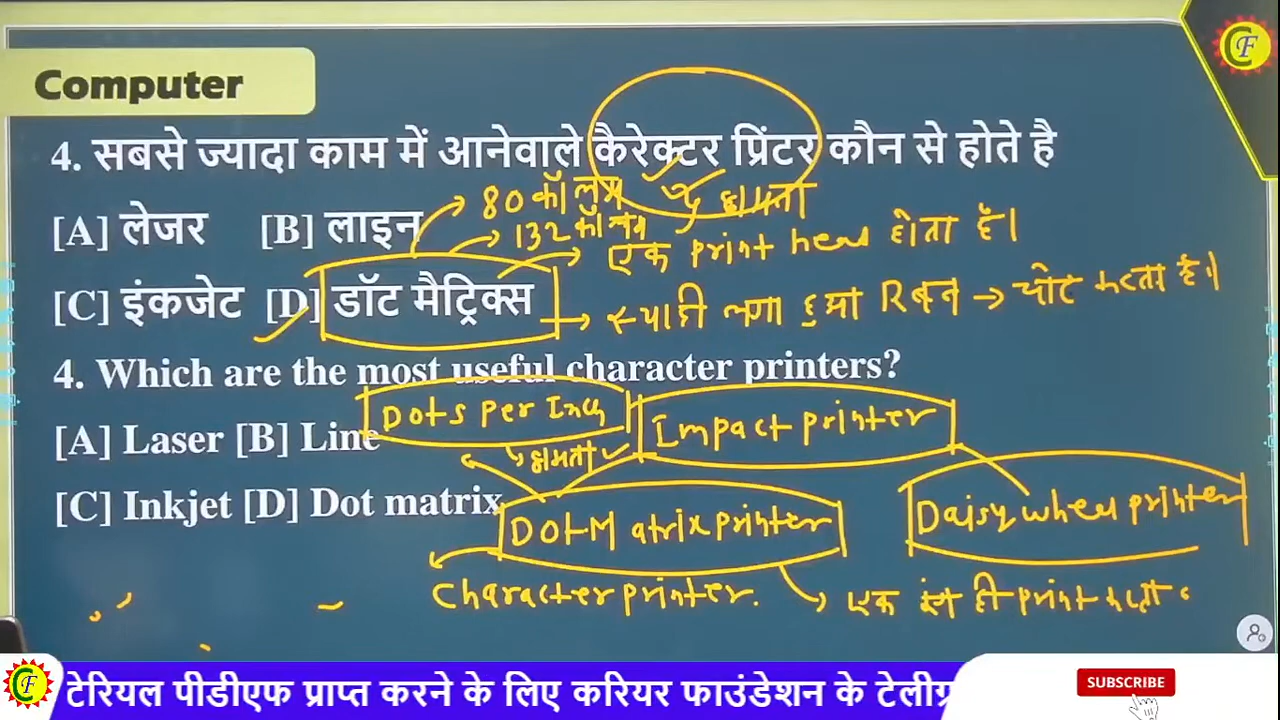 Computer
4. सबसे ज्यादा काम में आनेवाले कैरेक्टर प्रिंटर कौन से होते है
80 कॉलुम क्षमता
[A] लेजर [B] लाइन
132 कॉलम
एक print head होता है।
[C] इंकजेट [D] डॉट मैट्रिक्स
स्याही लगा हुआ रिबन → चोट करता है।
4. Which are the most useful character printers?
Dots Per Inch
Impact printer
[A] Laser [B] Line
क्षमता
[C] Inkjet [D] Dot matrix
Dot-Matrix printer
Daisy wheel printer
Character printer.
एक रंग ही print करता
टेरियल पीडीएफ प्राप्त करने के लिए करियर फाउंडेशन के टेलीग्र
SUBSCRIBE